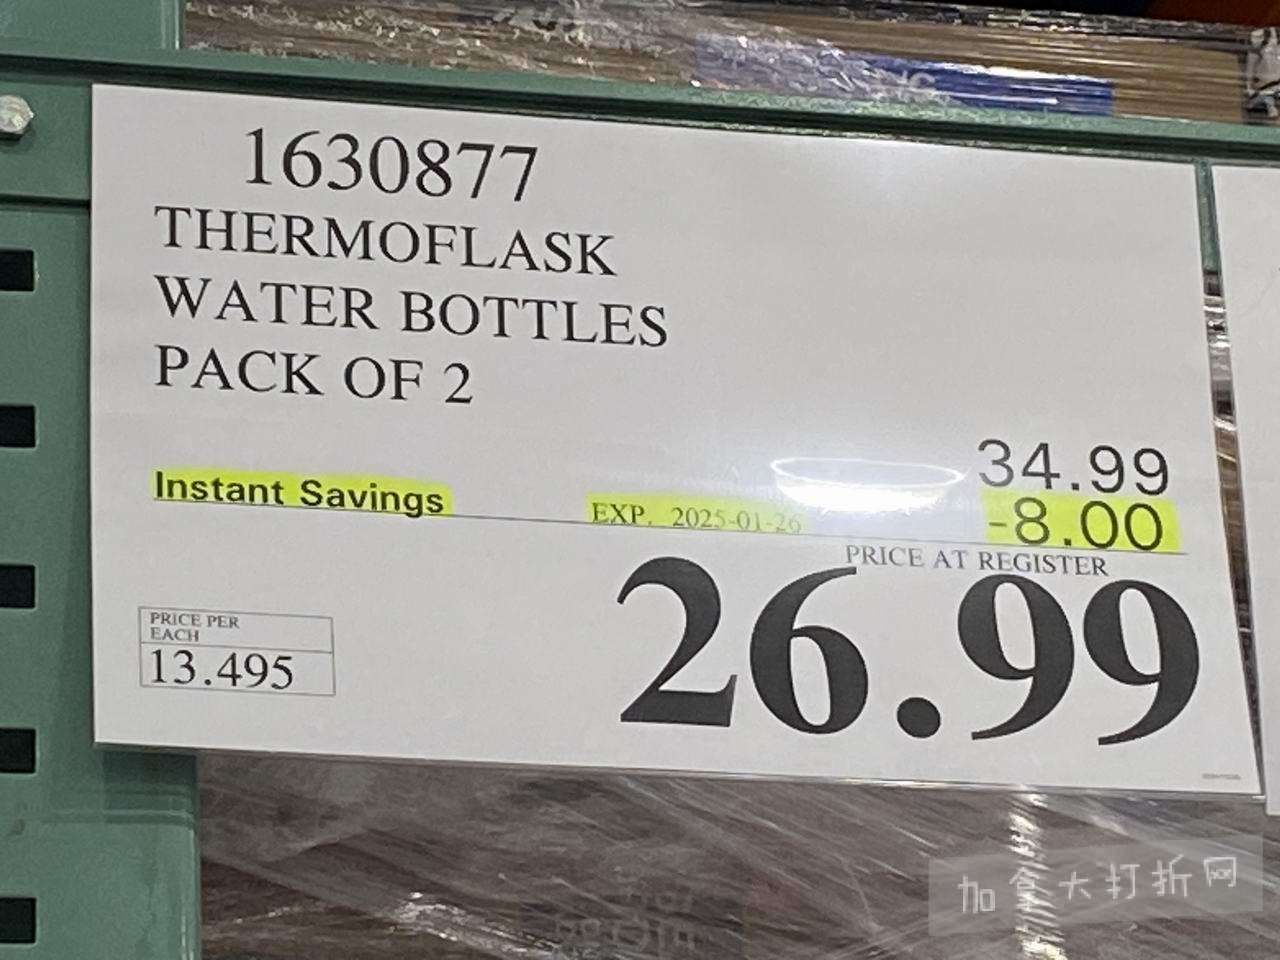 1630877
THERMOFLASK
WATER BOTTLES
PACK OF 2
34.99
Instant Savings EXP. 2025-01-26 -8.00
PRICE AT REGISTER
26.99
PRICE PER
EACH
13.495
加拿大打折网